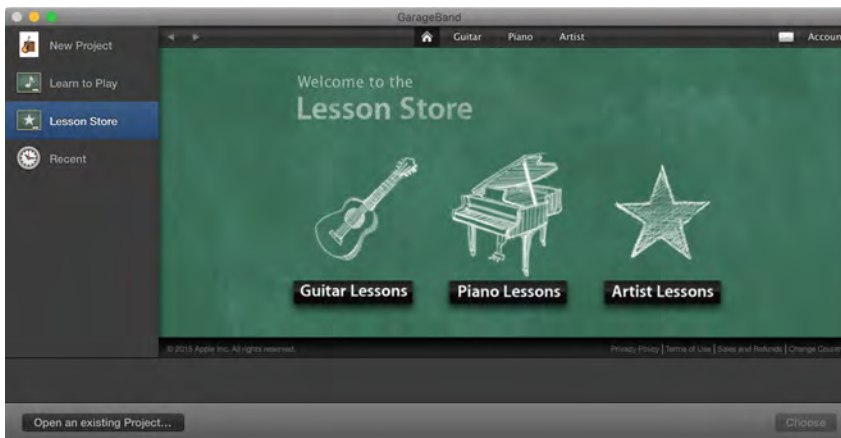 GarageBand
New Project
Learn to Play
Lesson Store
Recent
Guitar Piano Artist Accoun
Welcome to the
Lesson Store
Guitar Lessons Piano Lessons Artist Lessons
© 2015 Apple Inc. All rights reserved. Privacy Policy | Terms of Use | Sales and Refunds | Change Count
Open an existing Project... Choose